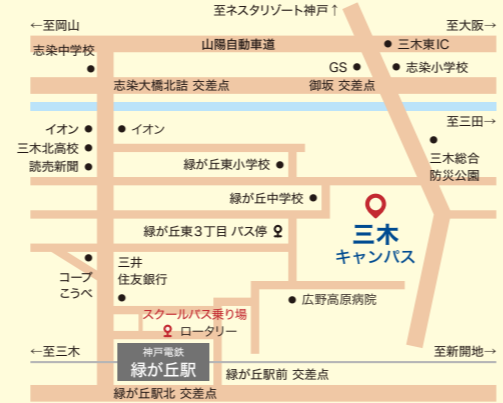 至ネスタリゾート神戸↑
←至岡山
至大阪→
志染中学校
山陽自動車道
三木東IC
GS
志染小学校
志染大橋北詰 交差点
御坂 交差点
至三田→
イオン
イオン
三木北高校
読売新聞
三木総合
防災公園
緑が丘東小学校
緑が丘中学校
緑が丘東3丁目 バス停
三木
キャンパス
コープ
こうべ
三井
住友銀行
広野高原病院
スクールバス乗り場
ロータリー
←至三木
神戸電鉄
緑が丘駅
至新開地→
緑が丘駅前 交差点
緑が丘駅北 交差点